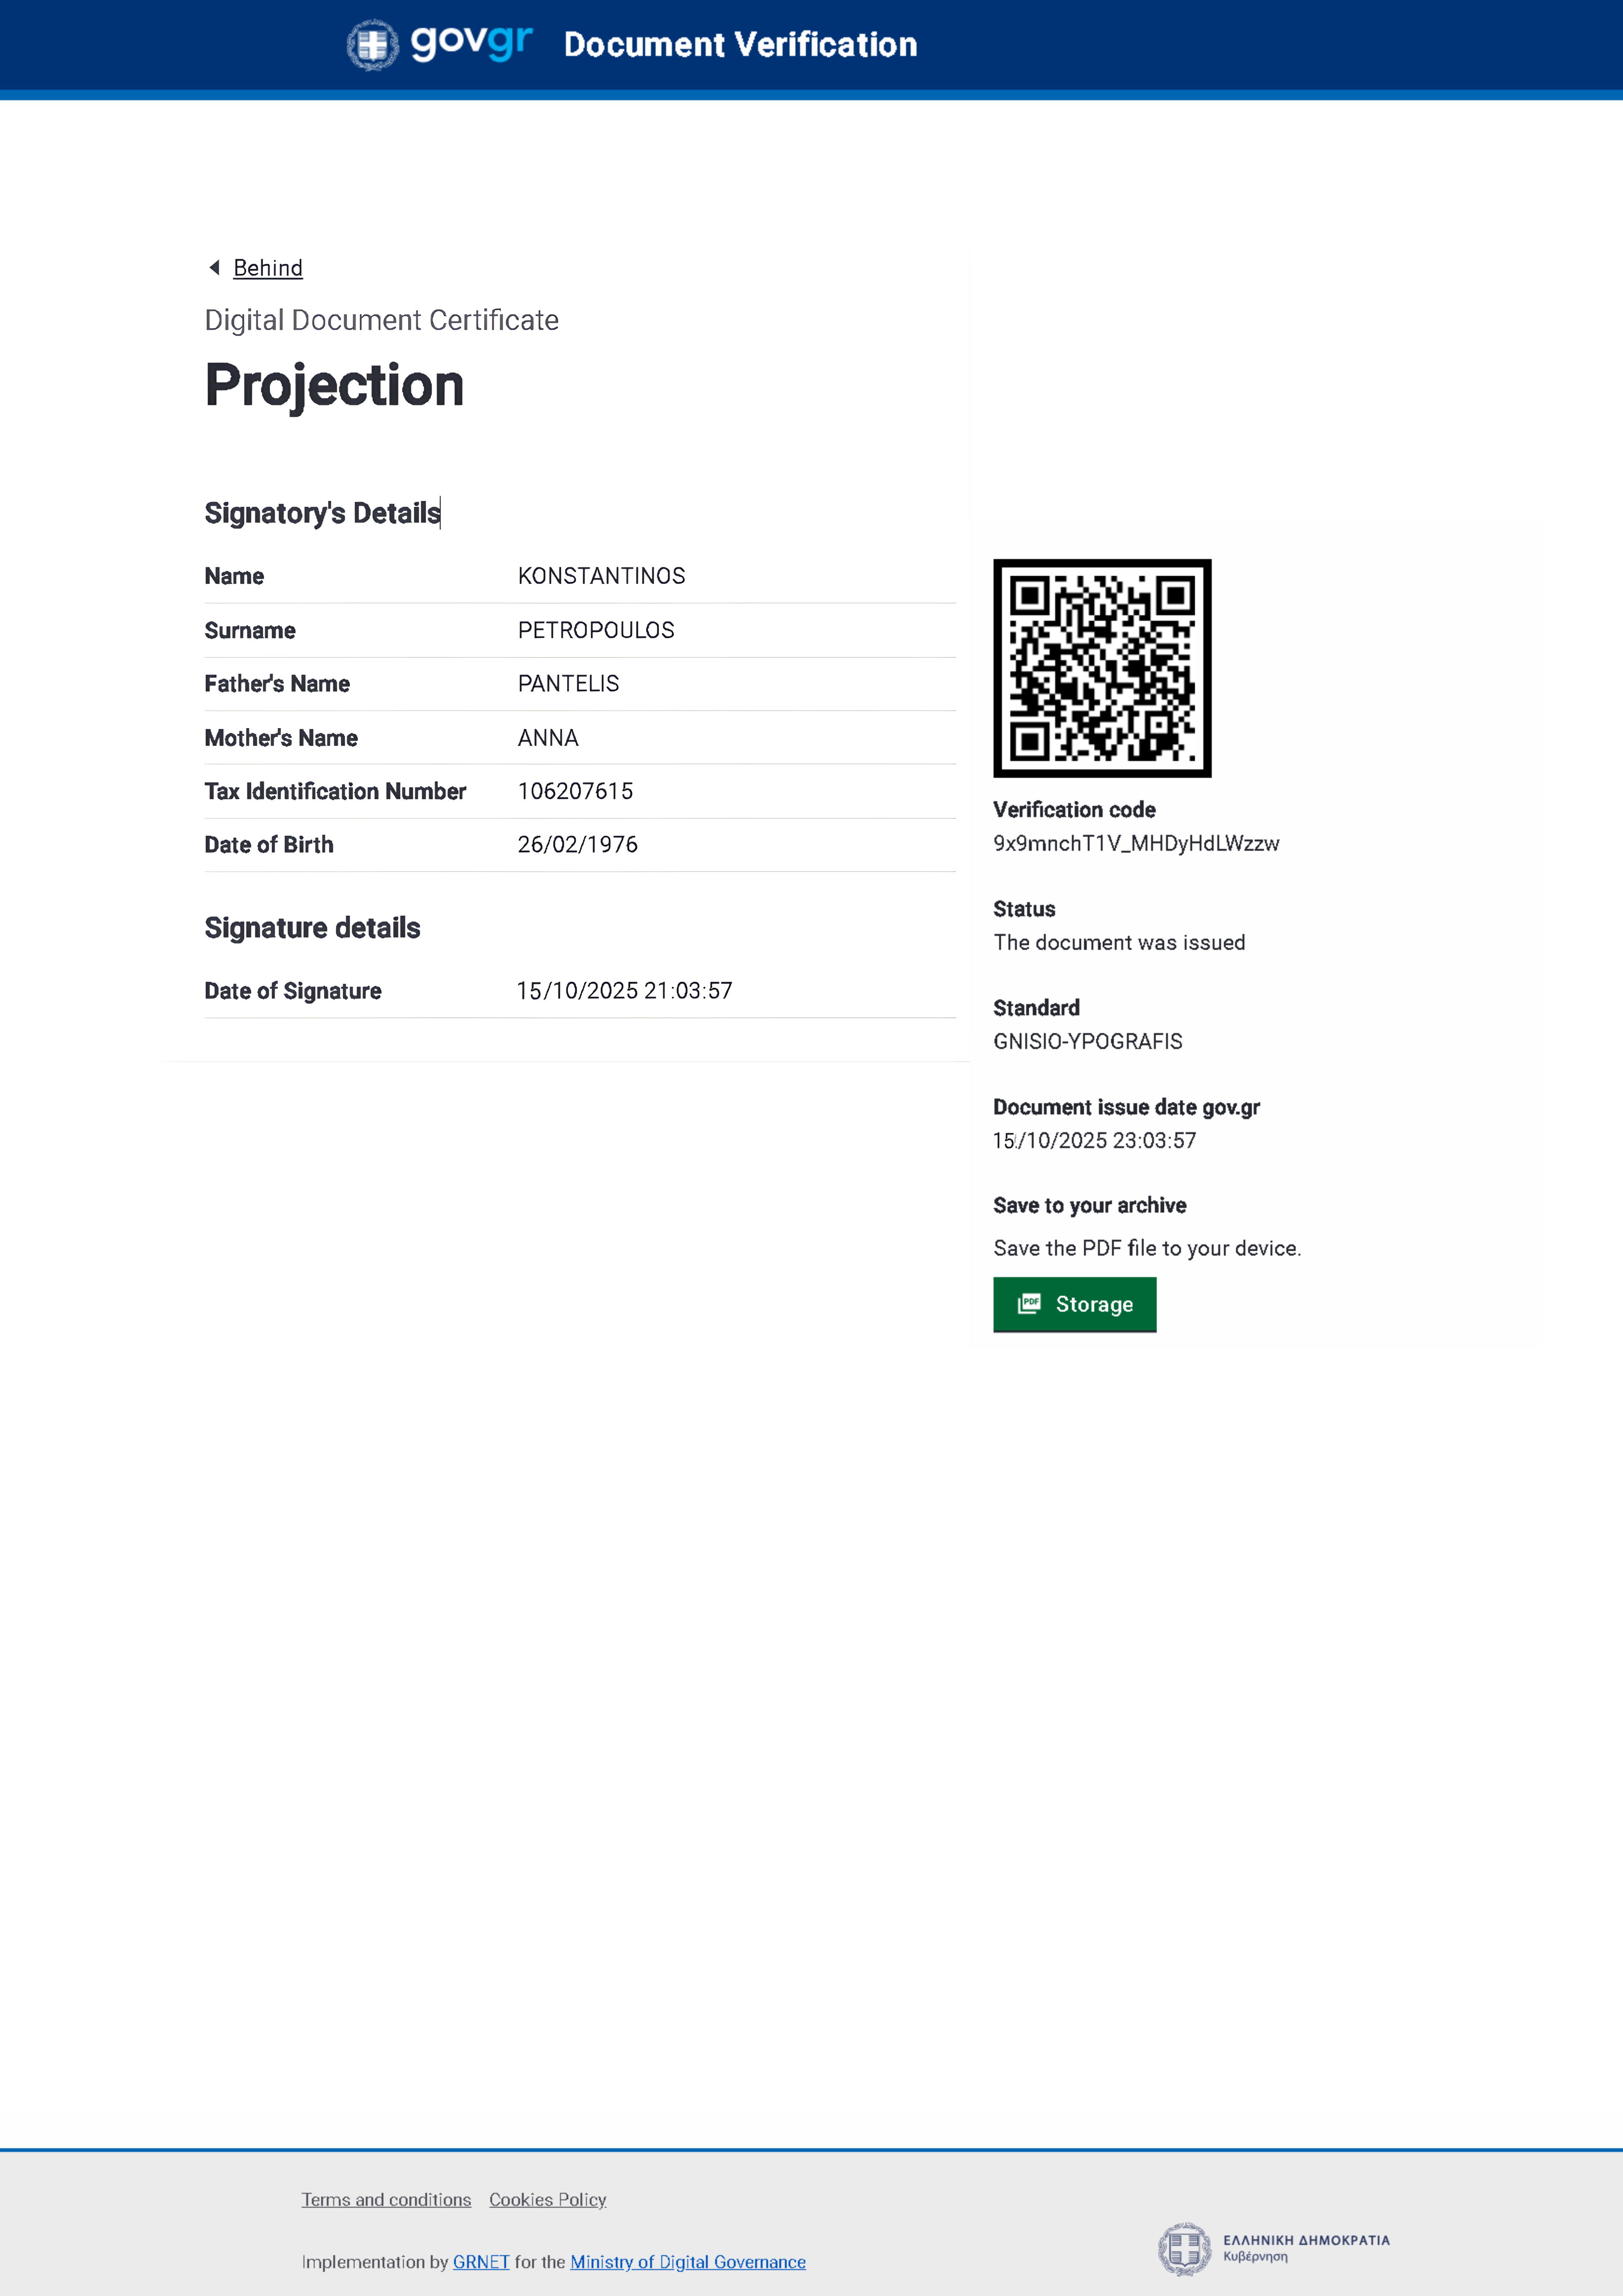 govgr Document Verification
Behind
Digital Document Certificate
Projection
Signatory's Details
Name KONSTANTINOS
Surname PETROPOULOS
Father's Name PANTELIS
Mother's Name ANNA
Tax Identification Number 106207615
Date of Birth 26/02/1976
Signature details
Date of Signature 15/10/2025 21:03:57
Verification code
9x9mnchT1V_MHDyHdLWzzw
Status
The document was issued
Standard
GNISIO-YPOGRAFIS
Document issue date gov.gr
15/10/2025 23:03:57
Save to your archive
Save the PDF file to your device.
PDF Storage
Terms and conditions Cookies Policy
Implementation by GRNET for the Ministry of Digital Governance
ΕΛΛΗΝΙΚΗ ΔΗΜΟΚΡΑΤΙΑ
Κυβέρνηση